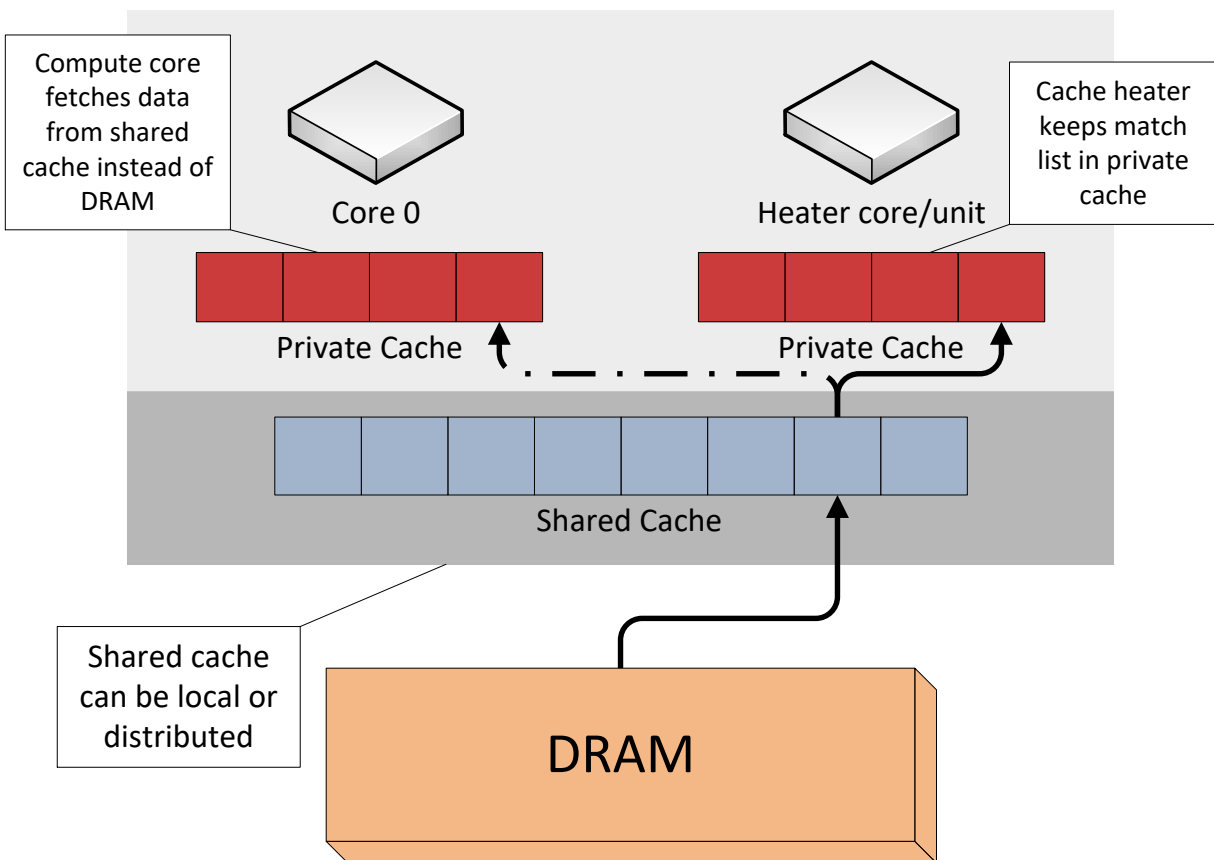 Compute core
fetches data
from shared
cache instead of
DRAM
Core 0
Heater core/unit
Cache heater
keeps match
list in private
cache
Private Cache
Private Cache
Shared Cache
Shared cache
can be local or
distributed
DRAM